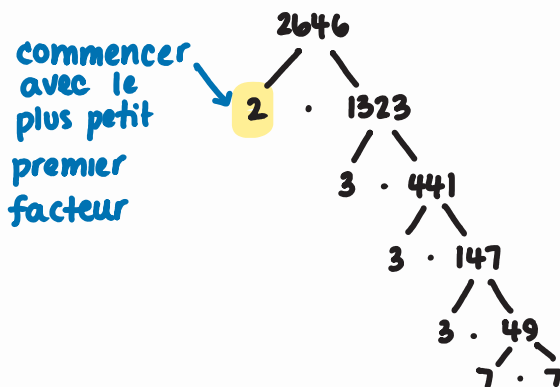 2646
commencer
avec le
plus petit
premier
facteur
2 · 1323
3 · 441
3 · 147
3 · 49
7 · 7